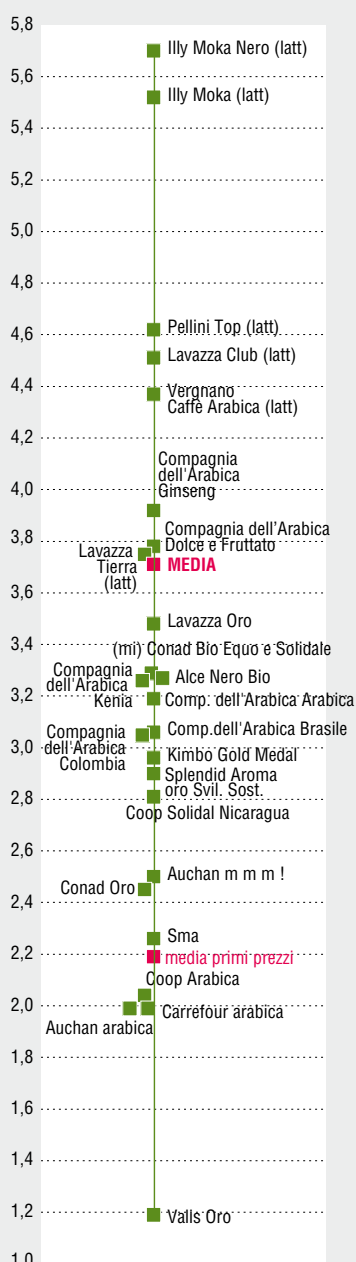 5,8
Illy Moka Nero (latt)
5,6
Illy Moka (latt)
5,4
5,2
5,0
4,8
4,6
Pellini Top (latt)
Lavazza Club (latt)
4,4
Vergnano
Caffè Arabica (latt)
4,2
Compagnia
dell'Arabica
Ginseng
4,0
3,8
Compagnia dell’Arabica
Dolce e Fruttato
Lavazza
Tierra
(latt)
MEDIA
3,6
Lavazza Oro
3,4
(mi) Conad Bio Equo e Solidale
Compagnia
dell'Arabica
Kenia
Alce Nero Bio
3,2
Comp. dell'Arabica Arabica
Comp.dell'Arabica Brasile
Compagnia
dell'Arabica
Colombia
3,0
Kimbo Gold Medal
Splendid Aroma
oro Svil. Sost.
2,8
Coop Solidal Nicaragua
2,6
Auchan m m m !
Conad Oro
2,4
Sma
2,2
media primi prezzi
Coop Arabica
2,0
Carrefour arabica
Auchan arabica
1,8
1,6
1,4
1,2
Valis Oro
1,0